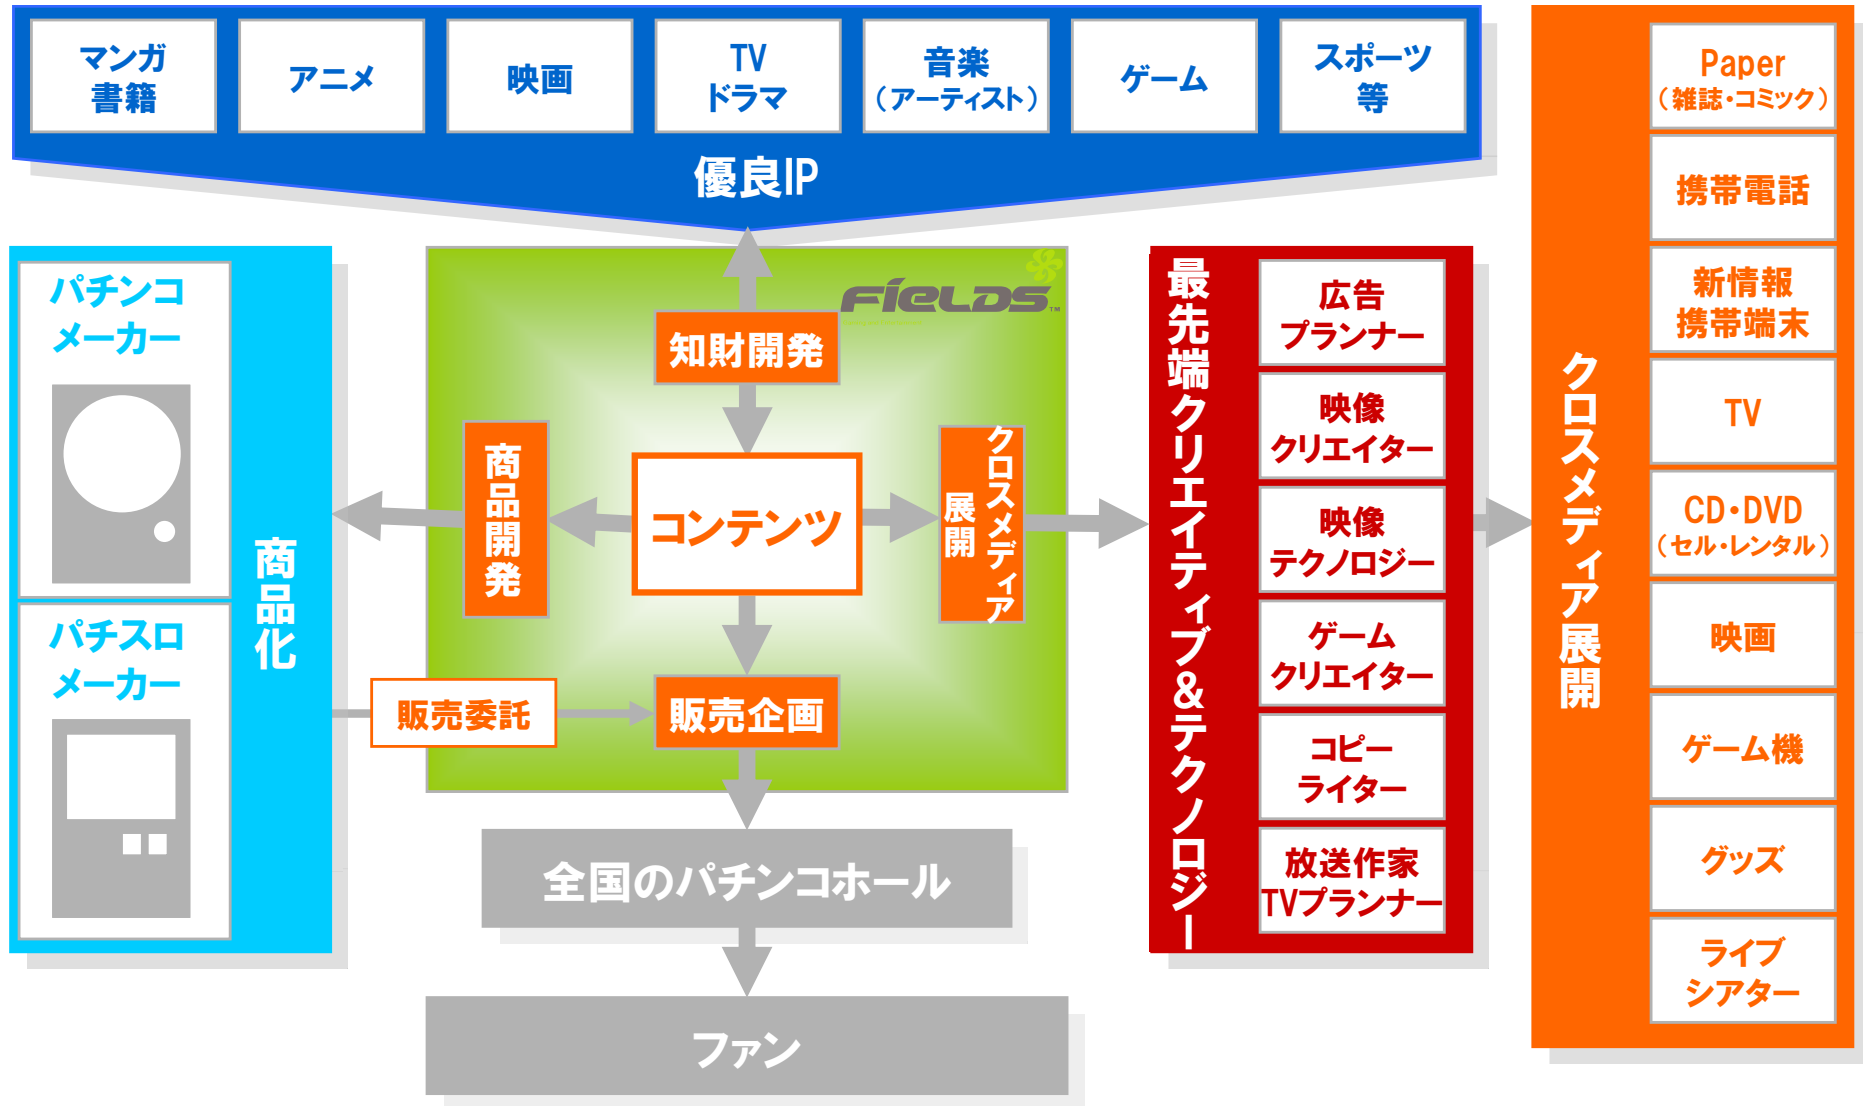 マンガ
書籍
アニメ
映画
TV
ドラマ
音楽
（アーティスト）
ゲーム
スポーツ
等
優良IP
パチンコ
メーカー
パチスロ
メーカー
商品化
Fields™
知財開発
商品開発
コンテンツ
クロスメディア
展開
販売委託
販売企画
全国のパチンコホール
ファン
最先端クリエイティブ&テクノロジー
広告
プランナー
映像
クリエイター
映像
テクノロジー
ゲーム
クリエイター
コピー
ライター
放送作家
TVプランナー
クロスメディア展開
Paper
（雑誌・コミック）
携帯電話
新情報
携帯端末
TV
CD・DVD
（セル・レンタル）
映画
ゲーム機
グッズ
ライブ
シアター